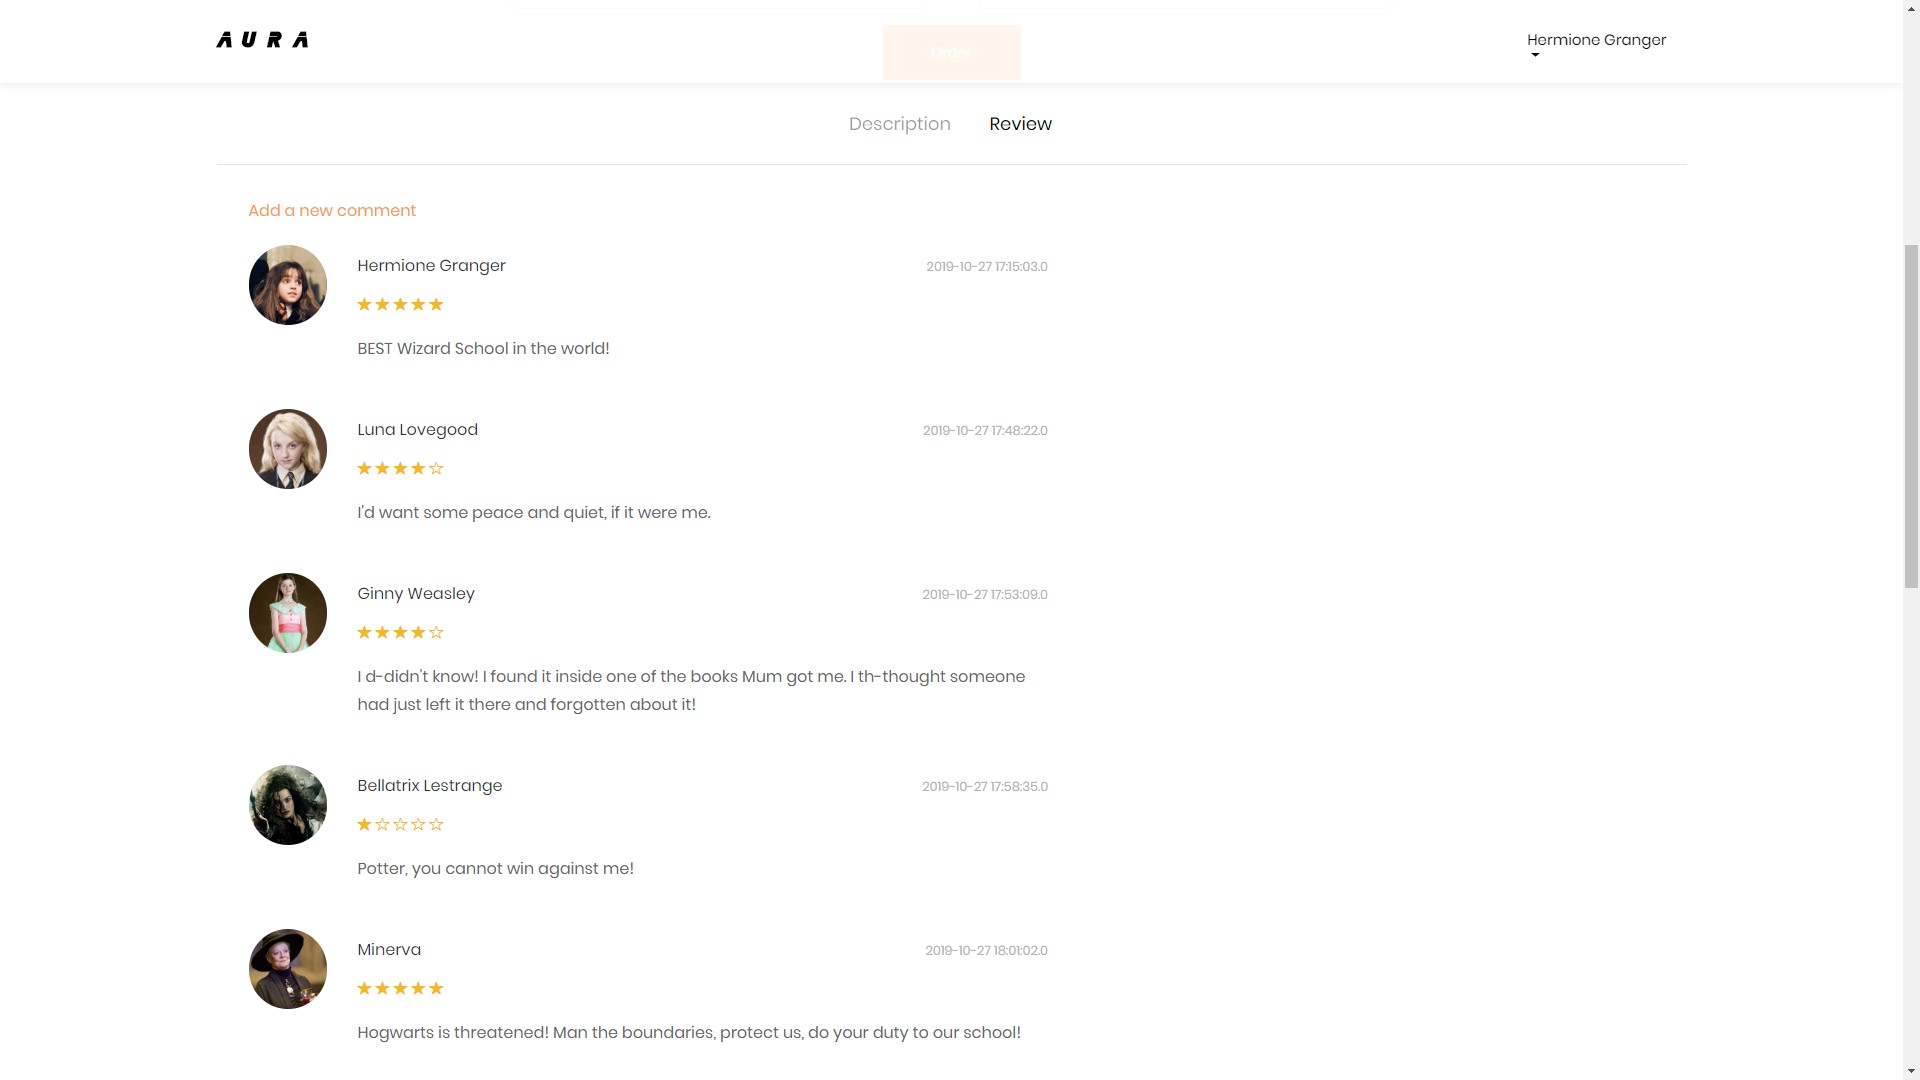 AURA
Order
Hermione Granger
Description
Review
Add a new comment
Hermione Granger
2019-10-27 17:15:03.0
★★★★★
BEST Wizard School in the world!
Luna Lovegood
2019-10-27 17:48:22.0
★★★★☆
I'd want some peace and quiet, if it were me.
Ginny Weasley
2019-10-27 17:53:09.0
★★★★☆
I d-didn't know! I found it inside one of the books Mum got me. I th-thought someone
had just left it there and forgotten about it!
Bellatrix Lestrange
2019-10-27 17:58:35.0
★☆☆☆☆
Potter, you cannot win against me!
Minerva
2019-10-27 18:01:02.0
★★★★★
Hogwarts is threatened! Man the boundaries, protect us, do your duty to our school!